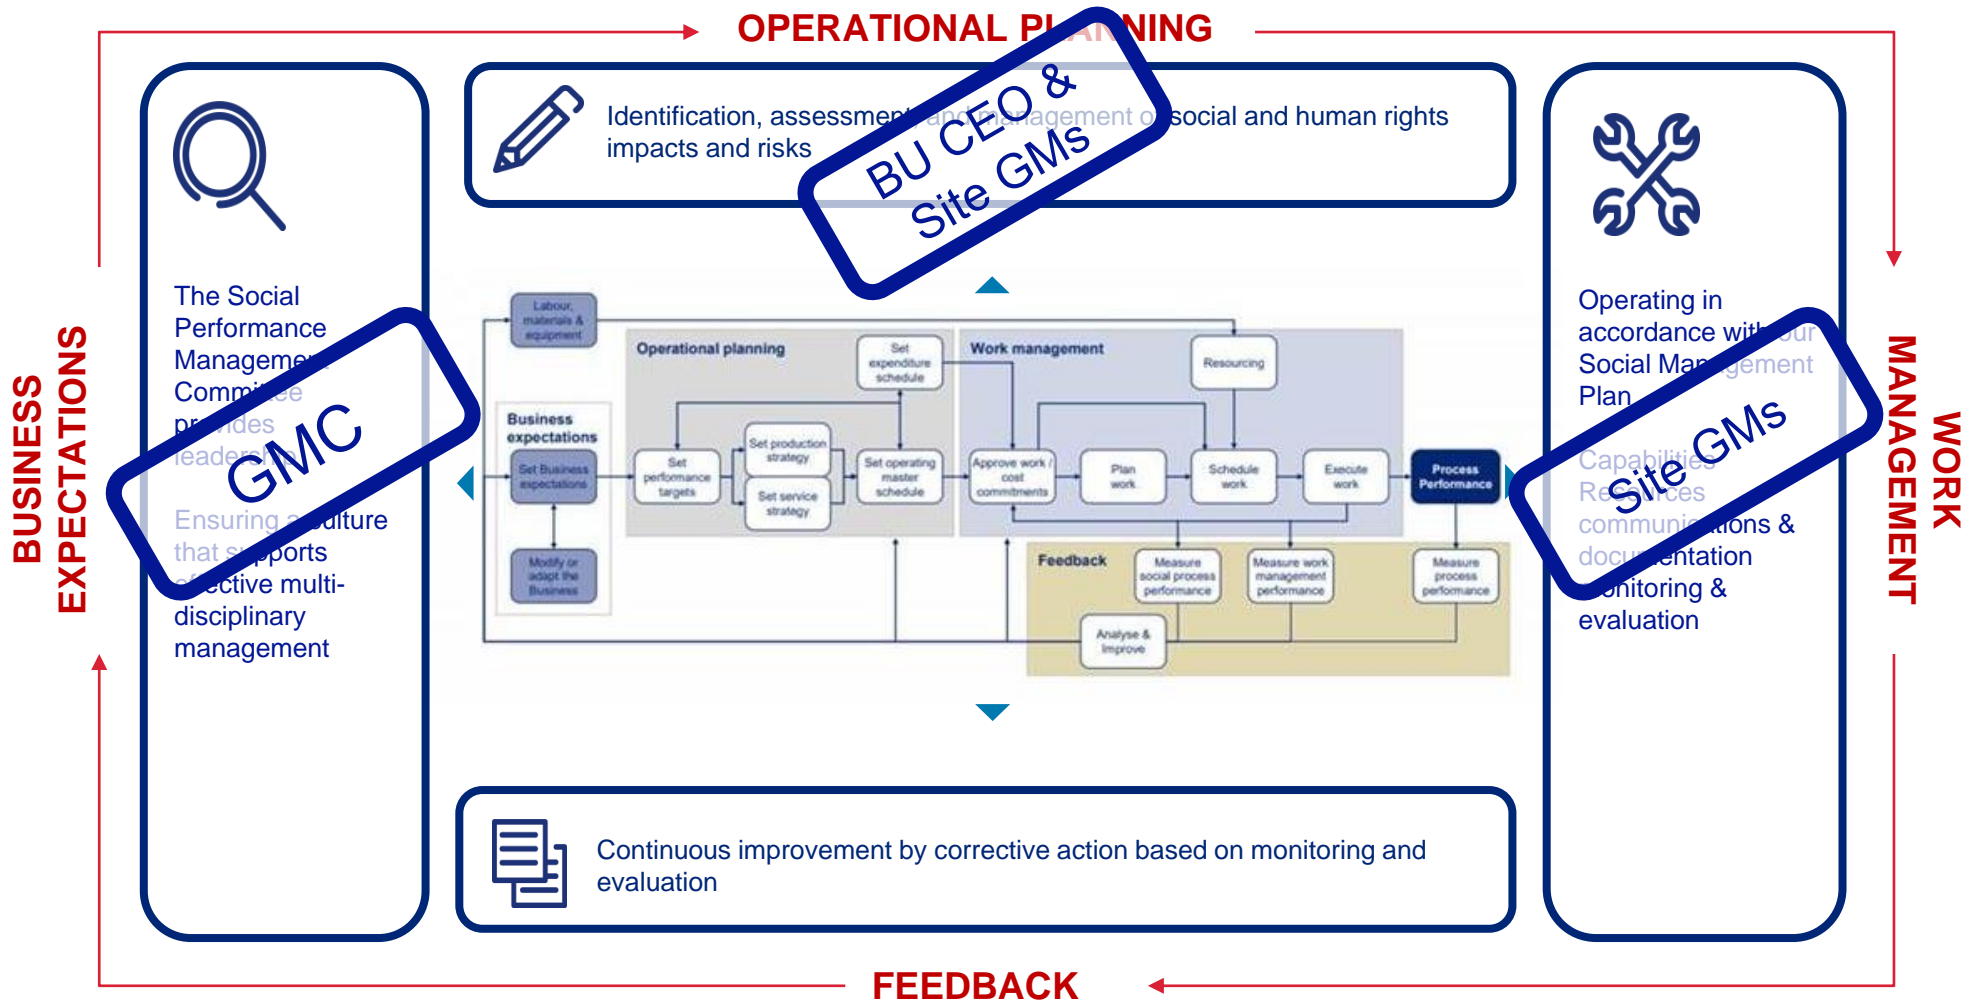 OPERATIONAL PLANNING
Identification, assessment, and management of social and human rights
impacts and risks
BU CEO &
Site GMs
BUSINESS
EXPECTATIONS
The Social
Performance
Management
Committee
provides
leadership
Ensuring a culture
that supports
effective multi-
disciplinary
management
GMC
Labour,
materials &
equipment
Business
expectations
Set Business
expectations
Modify or
adapt the
Business
Operational planning
Set
expenditure
schedule
Set
performance
targets
Set production
strategy
Set service
strategy
Set operating
master
schedule
Work management
Resourcing
Approve work /
cost
commitments
Plan
work
Schedule
work
Execute
work
Process
Performance
Feedback
Measure
social process
performance
Measure work
management
performance
Measure
process
performance
Analyse &
Improve
Operating in
accordance with our
Social Management
Plan
Capabilities
Resources
communications &
documentation
monitoring &
evaluation
Site GMs
WORK
MANAGEMENT
Continuous improvement by corrective action based on monitoring and
evaluation
FEEDBACK